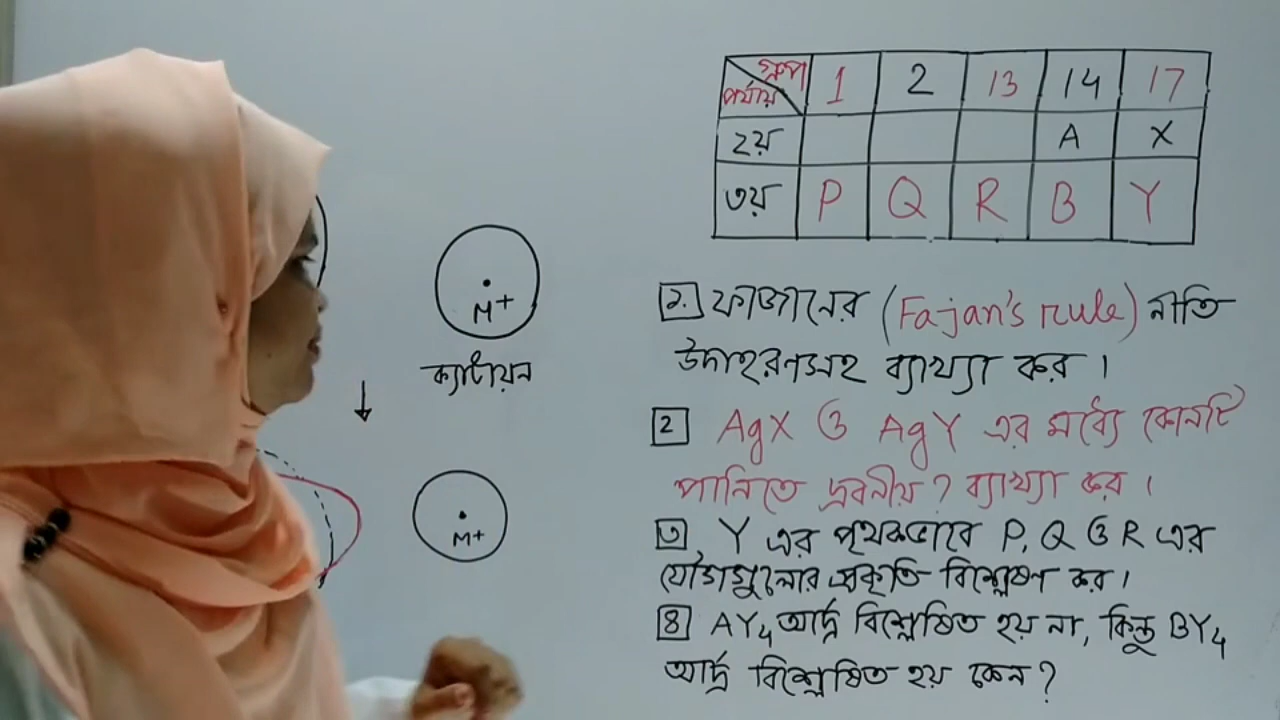 গ্রুপ 1 2 13 14 17
পর্যায়
২য় A X
৩য় P Q R B Y
M+
ক্যাটায়ন
M+
১. ফাজানের (Fajan's rule) নীতি
উদাহরণসহ ব্যাখ্যা কর।
2 AgX ও AgY এর মধ্যে কোনটি
পানিতে দ্রবনীয়? ব্যাখ্যা কর।
৩ Y এর পৃথকভাবে P, Q ও R এর
যৌগগুলোর প্রকৃতি বিশ্লেষণ কর।
৪ AY₄ আর্দ্র বিশ্লেষিত হয় না, কিন্তু BY₄
আর্দ্র বিশ্লেষিত হয় কেন?